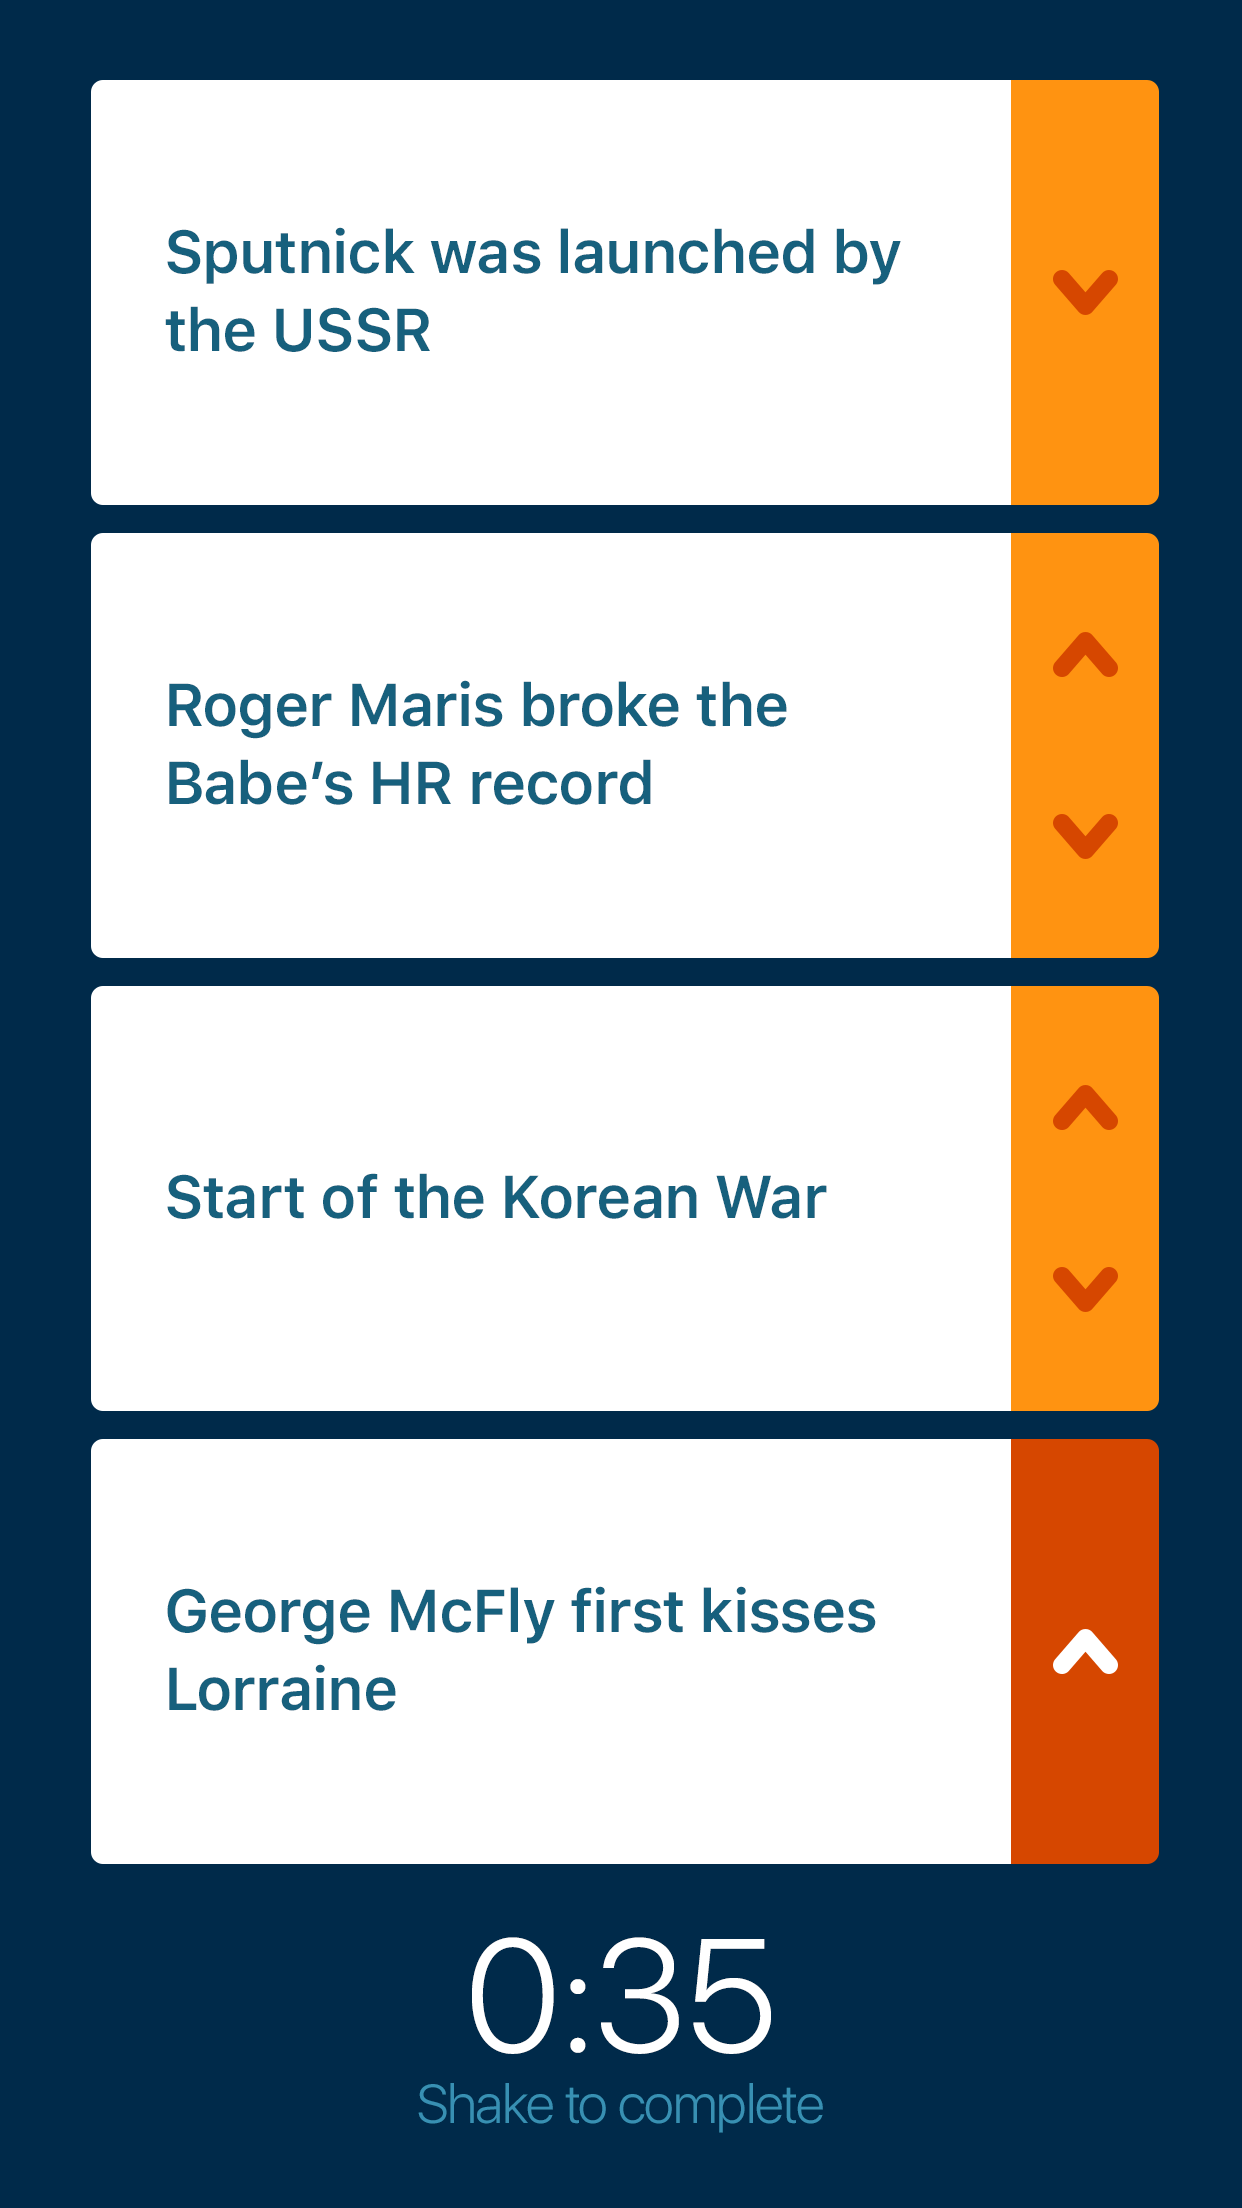 Sputnick was launched by
the USSR
Roger Maris broke the
Babe’s HR record
Start of the Korean War
George McFly first kisses
Lorraine
0:35
Shake to complete